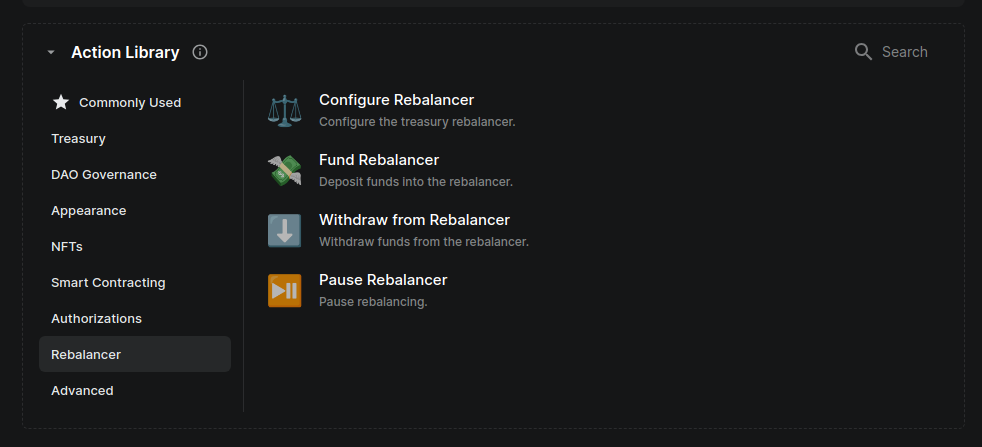 Action Library
Search
Commonly Used
Treasury
DAO Governance
Appearance
NFTs
Smart Contracting
Authorizations
Rebalancer
Advanced
Configure Rebalancer
Configure the treasury rebalancer.
Fund Rebalancer
Deposit funds into the rebalancer.
Withdraw from Rebalancer
Withdraw funds from the rebalancer.
Pause Rebalancer
Pause rebalancing.